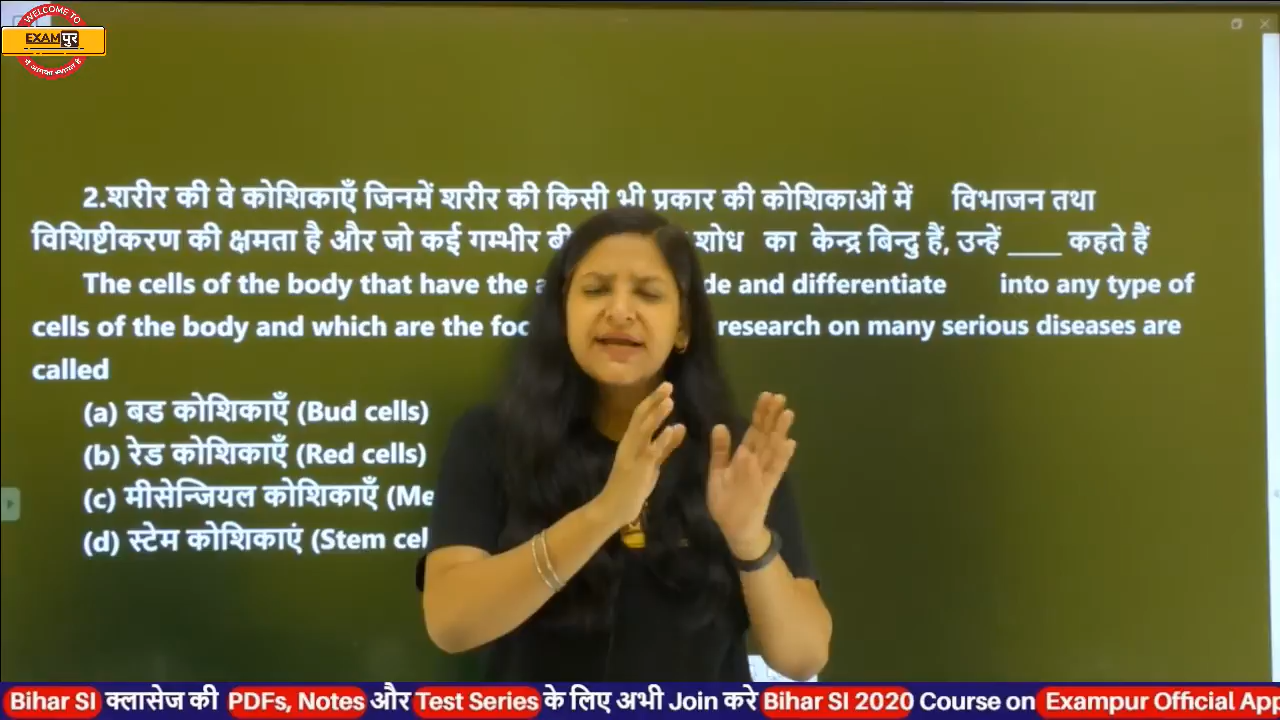 WELCOME TO
EXAMपुर
2.शरीर की वे कोशिकाएँ जिनमें शरीर की किसी भी प्रकार की कोशिकाओं में विभाजन तथा
विशिष्टीकरण की क्षमता है और जो कई गम्भीर शोध का केन्द्र बिन्दु हैं, उन्हें ____ कहते हैं
The cells of the body that have the and differentiate into any type of
cells of the body and which are the research on many serious diseases are
called
(a) बड कोशिकाएँ (Bud cells)
(b) रेड कोशिकाएँ (Red cells)
(c) मीसेन्जियल कोशिकाएँ (Me
(d) स्टेम कोशिकाएं (Stem cel
Bihar SI क्लासेज की PDFs, Notes और Test Series के लिए अभी Join करे Bihar SI 2020 Course on Exampur Official App